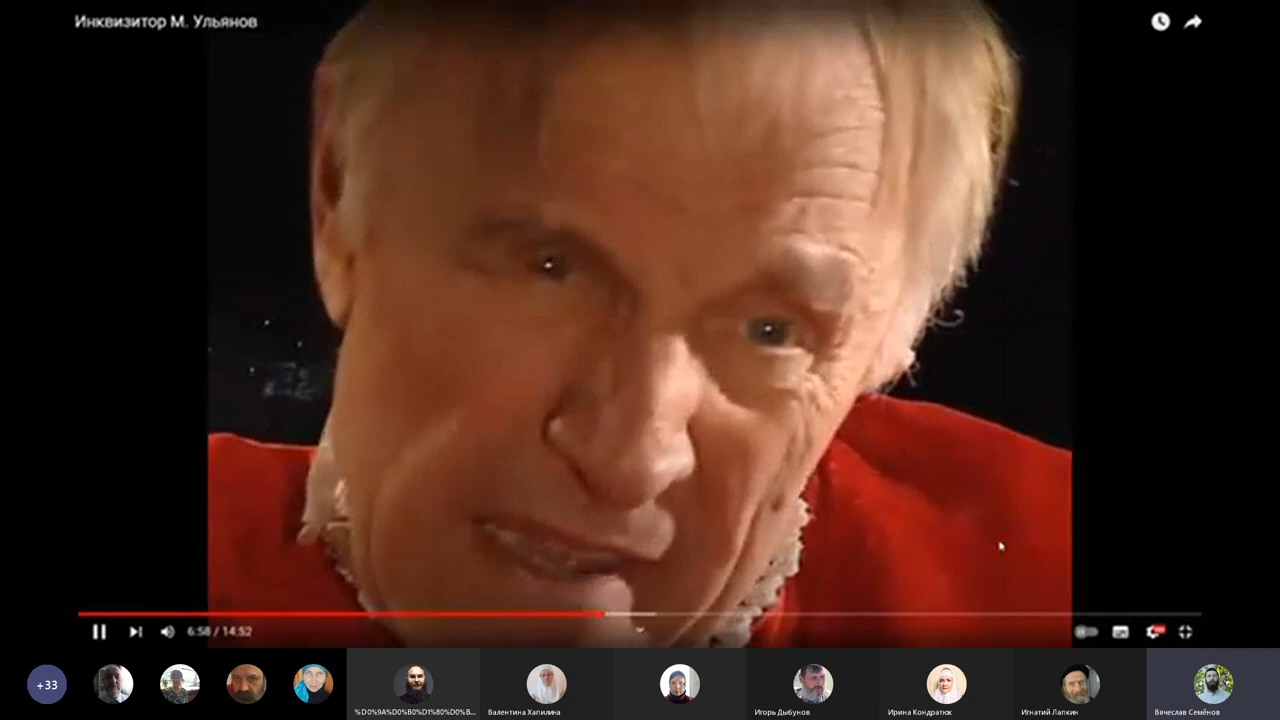 Инквизитор М. Ульянов
6:58 / 14:52
+33
%D0%9A%D0%B0%D1%80%D0%B...
Валентина Хапилина
Игорь Дыбунов
Ирина Кондратюк
Игнатий Лапкин
Вячеслав Семёнов